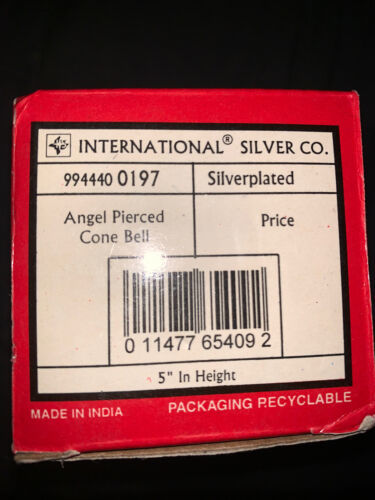 INTERNATIONAL® SILVER CO.
994440 0197 Silverplated
Angel Pierced
Cone Bell
Price
0 11477 65409 2
5" In Height
MADE IN INDIA PACKAGING RECYCLABLE